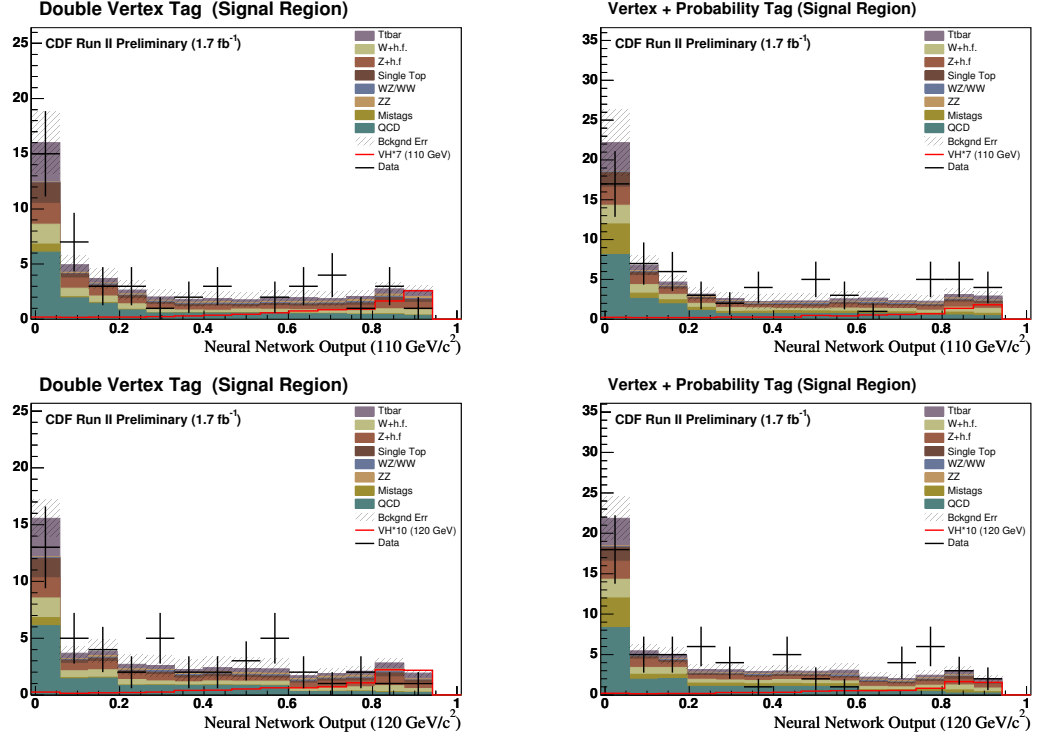 Double Vertex Tag (Signal Region)
CDF Run II Preliminary (1.7 fb⁻¹)
Ttbar
W+h.f.
Z+h.f
Single Top
WZ/WW
ZZ
Mistags
QCD
Bckgnd Err
VH*7 (110 GeV)
Data
25
20
15
10
5
0
0 0.2 0.4 0.6 0.8 1
Neural Network Output (110 GeV/c²)
Vertex + Probability Tag (Signal Region)
CDF Run II Preliminary (1.7 fb⁻¹)
Ttbar
W+h.f.
Z+h.f
Single Top
WZ/WW
ZZ
Mistags
QCD
Bckgnd Err
VH*7 (110 GeV)
Data
35
30
25
20
15
10
5
0
0 0.2 0.4 0.6 0.8 1
Neural Network Output (110 GeV/c²)
Double Vertex Tag (Signal Region)
CDF Run II Preliminary (1.7 fb⁻¹)
Ttbar
W+h.f.
Z+h.f
Single Top
WZ/WW
ZZ
Mistags
QCD
Bckgnd Err
VH*10 (120 GeV)
Data
25
20
15
10
5
0
0 0.2 0.4 0.6 0.8 1
Neural Network Output (120 GeV/c²)
Vertex + Probability Tag (Signal Region)
CDF Run II Preliminary (1.7 fb⁻¹)
Ttbar
W+h.f.
Z+h.f
Single Top
WZ/WW
ZZ
Mistags
QCD
Bckgnd Err
VH*10 (120 GeV)
Data
35
30
25
20
15
10
5
0
0 0.2 0.4 0.6 0.8 1
Neural Network Output (120 GeV/c²)